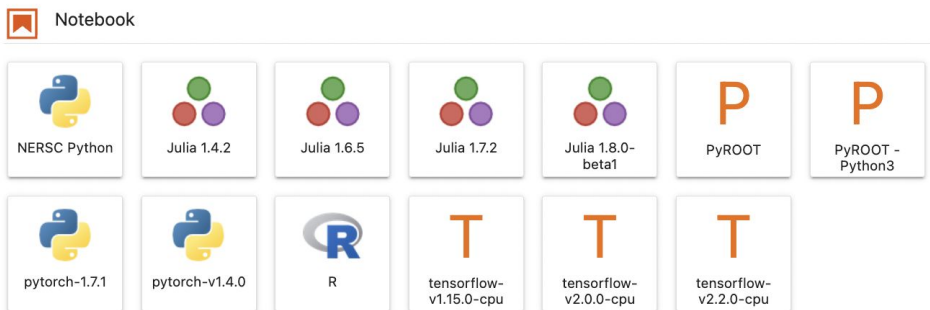 Notebook
NERSC Python
Julia 1.4.2
Julia 1.6.5
Julia 1.7.2
Julia 1.8.0-
beta1
P
PyROOT
P
PyROOT -
Python3
pytorch-1.7.1
pytorch-v1.4.0
R
R
T
tensorflow-
v1.15.0-cpu
T
tensorflow-
v2.0.0-cpu
T
tensorflow-
v2.2.0-cpu